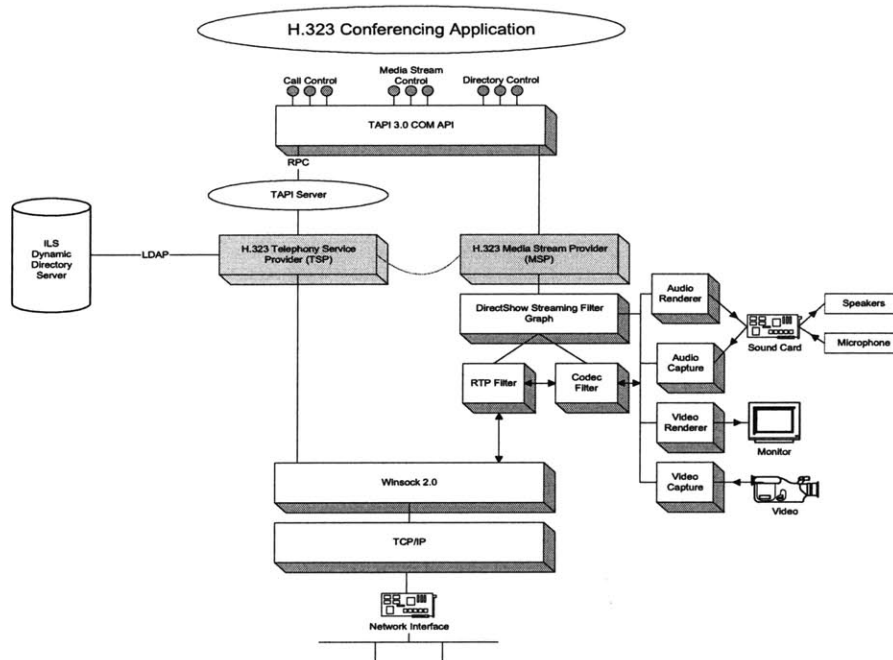 H.323 Conferencing Application
Call Control
Media Stream
Control
Directory Control
TAPI 3.0 COM API
RPC
TAPI Server
ILS
Dynamic
Directory
Server
LDAP
H.323 Telephony Service
Provider (TSP)
H.323 Media Stream Provider
(MSP)
DirectShow Streaming Filter
Graph
Audio
Renderer
Speakers
Sound Card
Microphone
Audio
Capture
RTP Filter
Codec
Filter
Video
Renderer
Monitor
Video
Capture
Video
Winsock 2.0
TCP/IP
Network Interface